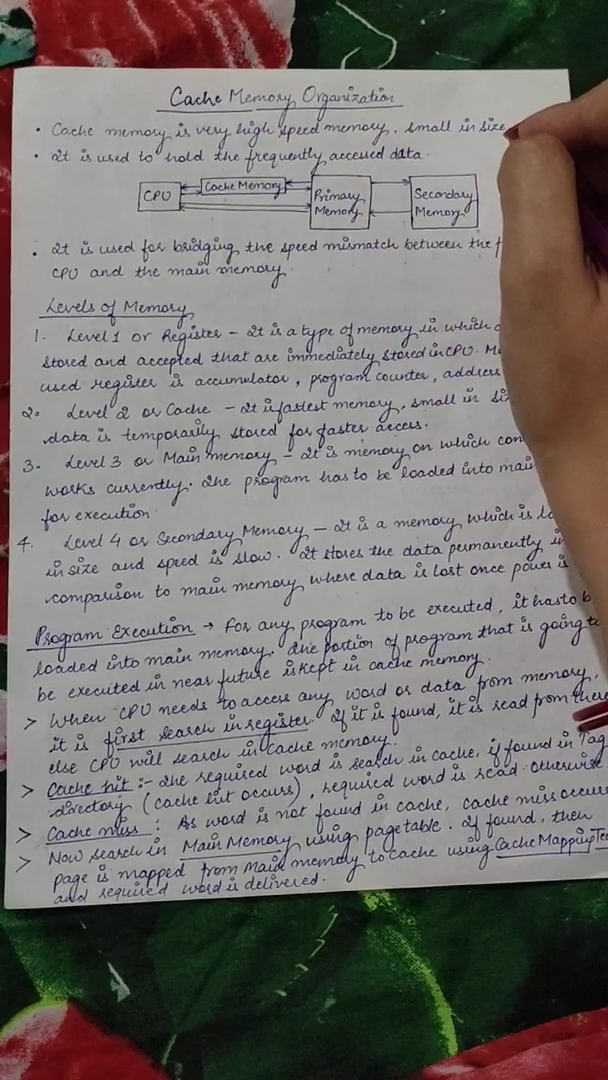 Cache Memory Organization
• Cache memory is very high speed memory, small in size
• It is used to hold the frequently accessed data.
CPU
Cache Memory
Primary Memory
Secondary Memory
• It is used for bridging the speed mismatch between the
CPU and the main memory.
Levels of Memory
1. Level 1 or Register - It is a type of memory in which
stored and accepted that are immediately stored in CPU.
used register is accumulator, program counter, address
2. Level 2 or Cache - It is fastest memory, small in
data is temporarily stored for faster access.
3. Level 3 or Main memory - It is memory on which
works currently. The program has to be loaded into
for execution
4. Level 4 or Secondary Memory - It is a memory which is
in size and speed is slow. It stores the data permanently
comparison to main memory where data is lost once power is
Program Execution → For any program to be executed, it has to
loaded into main memory. The portion of program that is going to
be executed in near future is kept in cache memory.
> When CPU needs to access any word or data from memory,
it is first search in register. If it is found, it is read from there
else CPU will search in cache memory.
> Cache hit :- The required word is search in cache, if found in Tag
directory (cache hit occurs), required word is read otherwise
> Cache miss : As word is not found in cache, cache miss occurs
> Now search in Main Memory using page table. If found, then
page is mapped from main memory to cache using Cache Mapping
and required word is delivered.